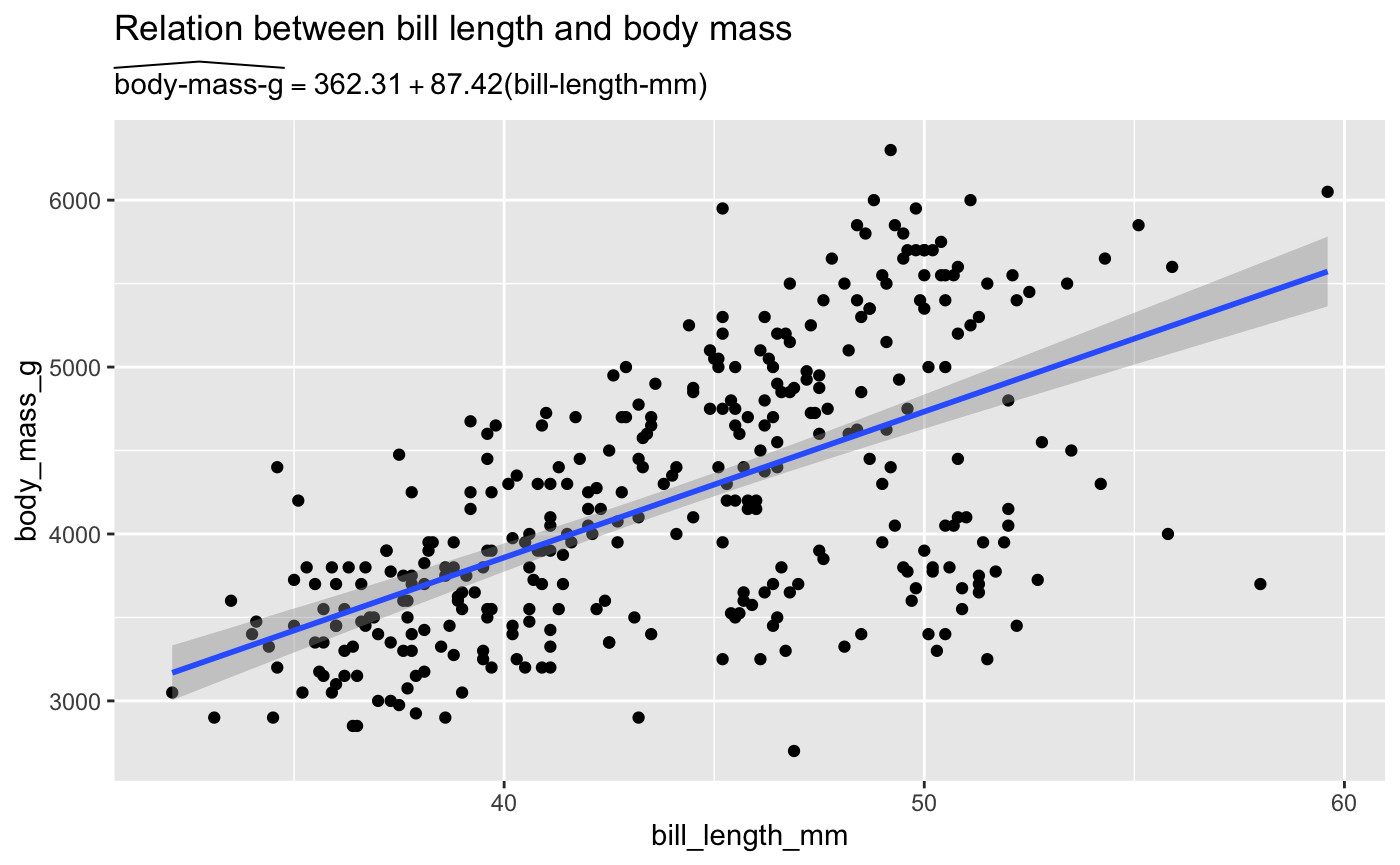 Relation between bill length and body mass
body-mass-g = 362.31 + 87.42(bill-length-mm)
6000
5000
4000
3000
body_mass_g
40 50 60
bill_length_mm